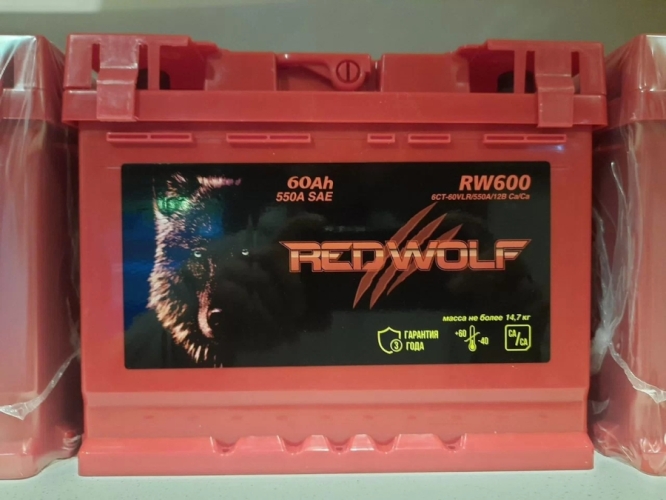 60Ah
550A SAE
RW600
6СТ-60VLR/550A/12В Ca/Ca
REDWOLF
масса не более 14,7 кг
3
ГАРАНТИЯ
ГОДА
+60
-40
CA/CA